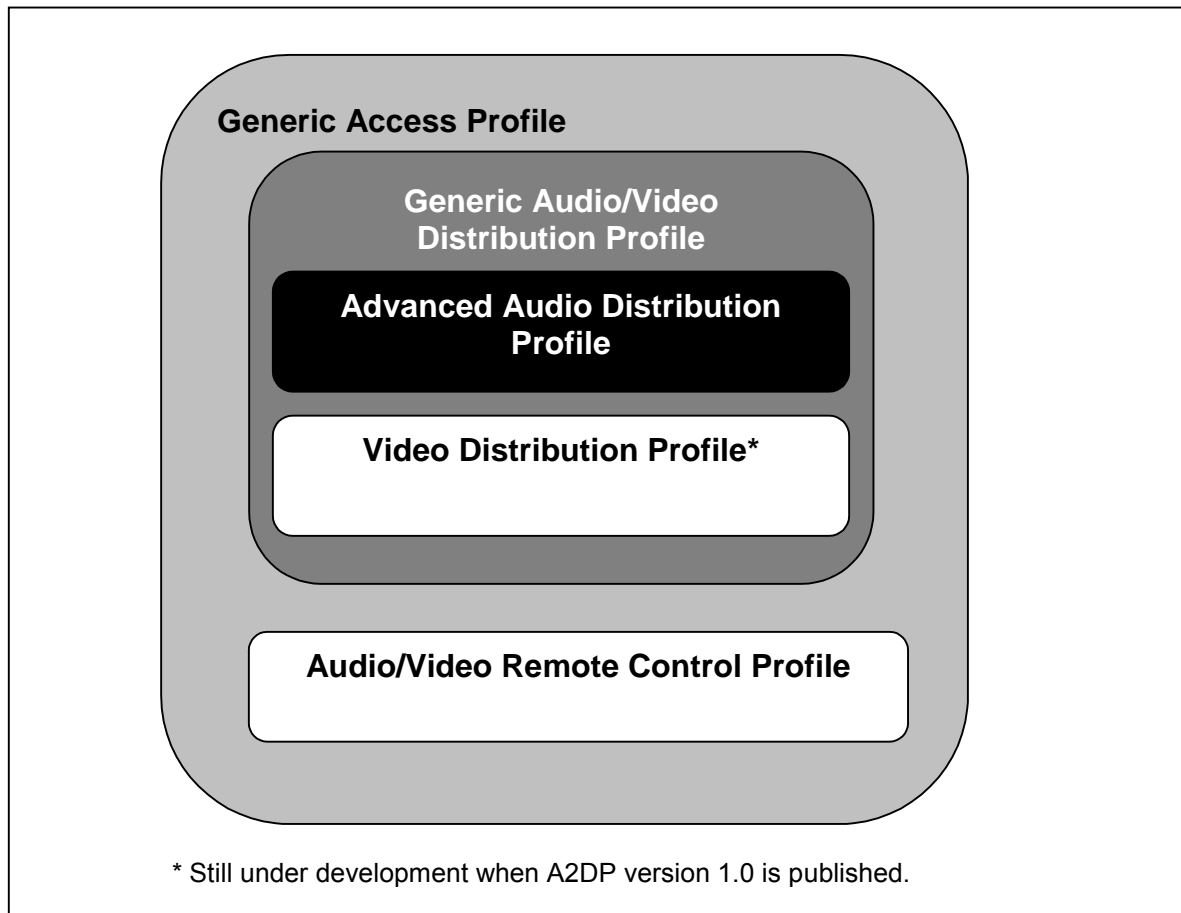 Generic Access Profile
Generic Audio/Video
Distribution Profile
Advanced Audio Distribution
Profile
Video Distribution Profile*
Audio/Video Remote Control Profile
* Still under development when A2DP version 1.0 is published.